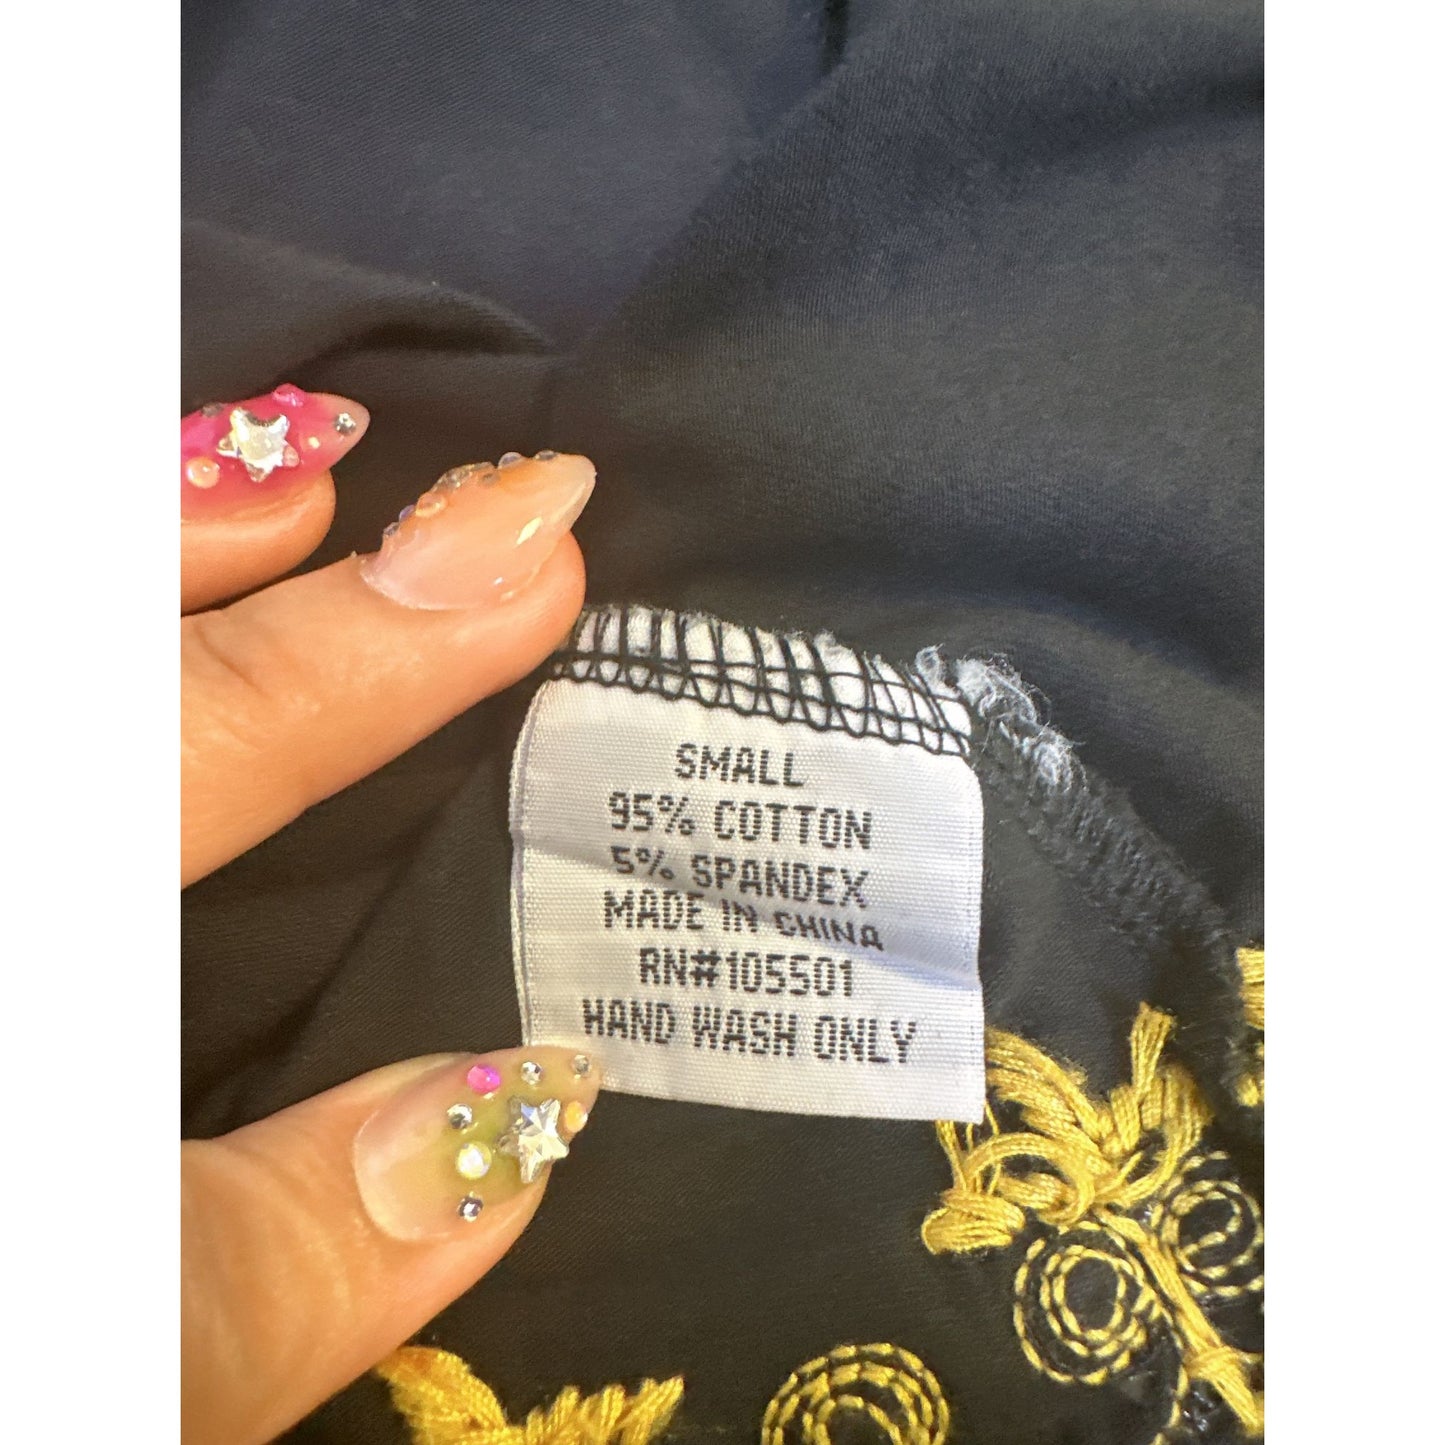 SMALL
95% COTTON
5% SPANDEX
MADE IN CHINA
RN#105501
HAND WASH ONLY